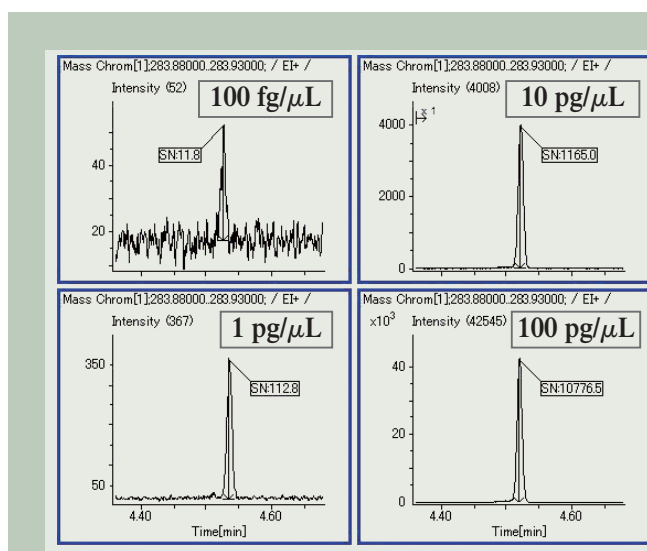 Mass Chrom[1];283.88000..283.93000; / EI+ /
Intensity (52)
100 fg/μL
SN:11.8
40
20
Mass Chrom[1];283.88000..283.93000; / EI+ /
Intensity (4008)
10 pg/μL
x 1
4000
SN:1165.0
2000
0
Mass Chrom[1];283.88000..283.93000; / EI+ /
Intensity (367)
1 pg/μL
350
SN:112.8
50
4.40
4.60
Time[min]
Mass Chrom[1];283.88000..283.93000; / EI+ /
x10³ Intensity (42545)
100 pg/μL
40
SN:10776.5
20
0
4.40
4.60
Time[min]